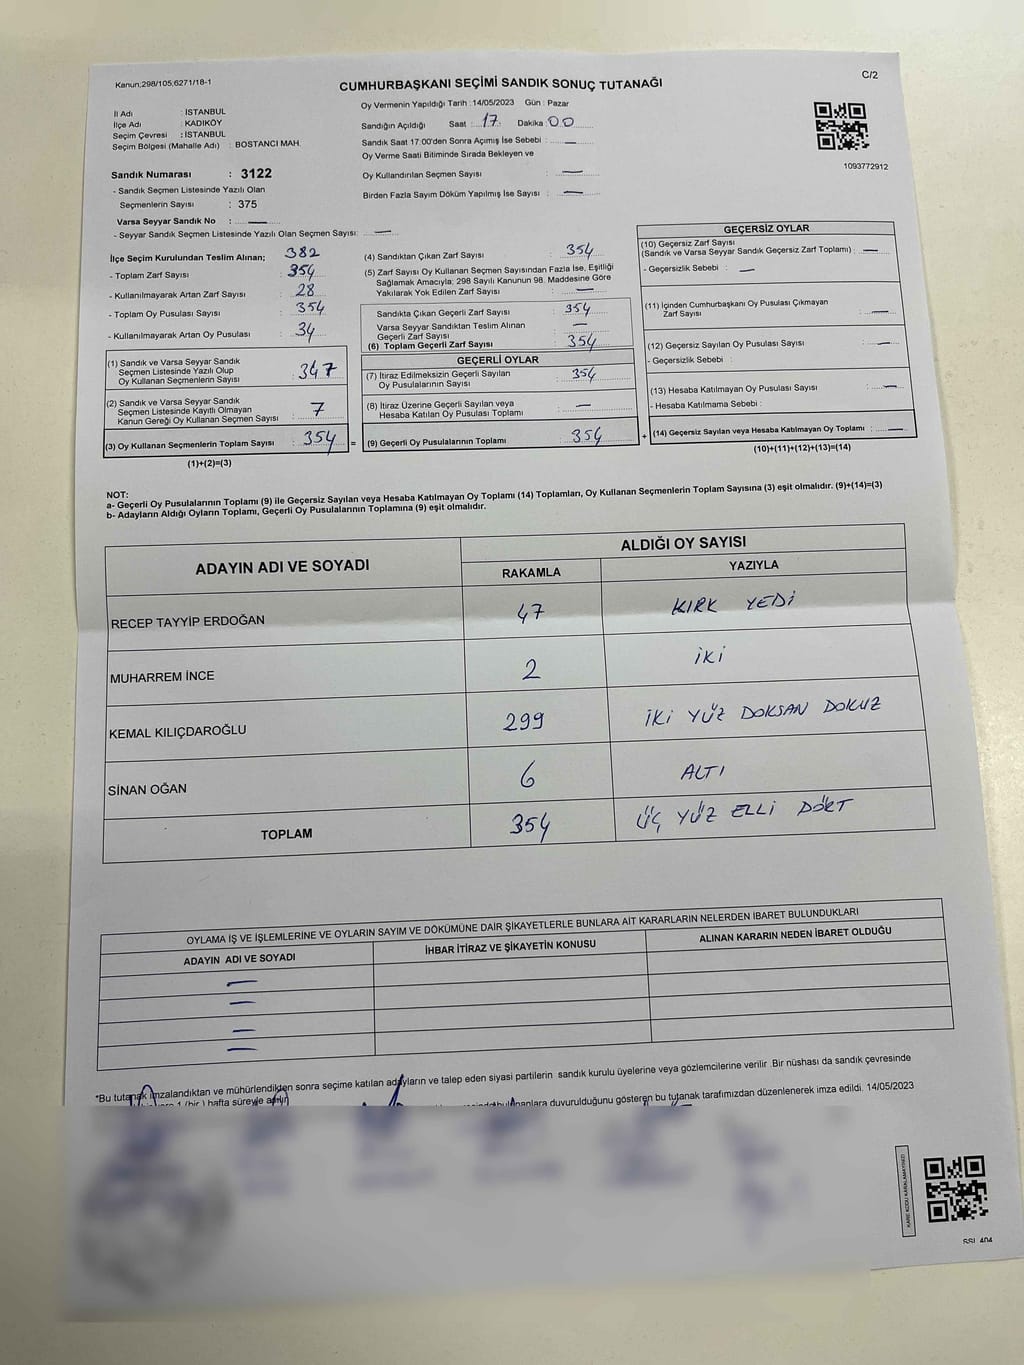 Kanun;298/105;6271/18-1
C/2
CUMHURBAŞKANI SEÇİMİ SANDIK SONUÇ TUTANAĞI
İl Adı : İSTANBUL
İlçe Adı : KADIKÖY
Seçim Çevresi : İSTANBUL
Seçim Bölgesi (Mahalle Adı) : BOSTANCI MAH.
Sandık Numarası : 3122
- Sandık Seçmen Listesinde Yazılı Olan
Seçmenlerin Sayısı : 375
Varsa Seyyar Sandık No : —
- Seyyar Sandık Seçmen Listesinde Yazılı Olan Seçmen Sayısı: —
Oy Vermenin Yapıldığı Tarih :14/05/2023 Gün : Pazar
Sandığın Açıldığı Saat : 17 Dakika : 00
Sandık Saat 17:00'den Sonra Açımış İse Sebebi : —
Oy Verme Saati Bitiminde Sırada Bekleyen ve
Oy Kullandırılan Seçmen Sayısı : —
Birden Fazla Sayım Döküm Yapılmış İse Sayısı : —
1093772912
İlçe Seçim Kurulundan Teslim Alınan; 382
- Toplam Zarf Sayısı : 354
- Kullanılmayarak Artan Zarf Sayısı : 28
- Toplam Oy Pusulası Sayısı : 354
- Kullanılmayarak Artan Oy Pusulası : 34
(1) Sandık ve Varsa Seyyar Sandık
Seçmen Listesinde Yazılı Olup
Oy Kullanan Seçmenlerin Sayısı : 347
(2) Sandık ve Varsa Seyyar Sandık
Seçmen Listesinde Kayıtlı Olmayan
Kanun Gereği Oy Kullanan Seçmen Sayısı : 7
(3) Oy Kullanan Seçmenlerin Toplam Sayısı : 354 =
(1)+(2)=(3)
(4) Sandıktan Çıkan Zarf Sayısı : 354
(5) Zarf Sayısı Oy Kullanan Seçmen Sayısından Fazla İse, Eşitliği
Sağlamak Amacıyla; 298 Sayılı Kanunun 98. Maddesine Göre
Yakılarak Yok Edilen Zarf Sayısı : —
Sandıkta Çıkan Geçerli Zarf Sayısı : 354
Varsa Seyyar Sandıktan Teslim Alınan
Geçerli Zarf Sayısı : —
(6) Toplam Geçerli Zarf Sayısı : 354
GEÇERLİ OYLAR
(7) İtiraz Edilmeksizin Geçerli Sayılan
Oy Pusulalarının Sayısı : 354
(8) İtiraz Üzerine Geçerli Sayılan veya
Hesaba Katılan Oy Pusulası Toplamı : —
(9) Geçerli Oy Pusulalarının Toplamı : 354 +
GEÇERSİZ OYLAR
(10) Geçersiz Zarf Sayısı
(Sandık ve Varsa Seyyar Sandık Geçersiz Zarf Toplamı) : —
- Geçersizlik Sebebi : —
(11) İçinden Cumhurbaşkanı Oy Pusulası Çıkmayan
Zarf Sayısı : —
(12) Geçersiz Sayılan Oy Pusulası Sayısı : —
- Geçersizlik Sebebi :
(13) Hesaba Katılmayan Oy Pusulası Sayısı : —
- Hesaba Katılmama Sebebi :
(14) Geçersiz Sayılan veya Hesaba Katılmayan Oy Toplamı : —
(10)+(11)+(12)+(13)=(14)
NOT:
a- Geçerli Oy Pusulalarının Toplamı (9) ile Geçersiz Sayılan veya Hesaba Katılmayan Oy Toplamı (14) Toplamları, Oy Kullanan Seçmenlerin Toplam Sayısına (3) eşit olmalıdır. (9)+(14)=(3)
b- Adayların Aldığı Oyların Toplamı, Geçerli Oy Pusulalarının Toplamına (9) eşit olmalıdır.
ADAYIN ADI VE SOYADI
ALDIĞI OY SAYISI
RAKAMLA YAZIYLA
RECEP TAYYİP ERDOĞAN 47 KIRK YEDİ
MUHARREM İNCE 2 İKİ
KEMAL KILIÇDAROĞLU 299 İKİ YÜZ DOKSAN DOKUZ
SİNAN OĞAN 6 ALTI
TOPLAM 354 ÜÇ YÜZ ELLİ DÖRT
OYLAMA İŞ VE İŞLEMLERİNE VE OYLARIN SAYIM VE DÖKÜMÜNE DAİR ŞİKAYETLERLE BUNLARA AİT KARARLARIN NELERDEN İBARET BULUNDUKLARI
ADAYIN ADI VE SOYADI İHBAR İTİRAZ VE ŞİKAYETİN KONUSU ALINAN KARARIN NEDEN İBARET OLDUĞU
—
—
—
—
*Bu tutanak imzalandıktan ve mühürlendikten sonra seçime katılan adayların ve talep eden siyasi partilerin sandık kurulu üyelerine veya gözlemcilerine verilir .Bir nüshası da sandık çevresinde
1 (bir ) hafta süreyle duyurulduğunu gösteren bu tutanak tarafımızdan düzenlenerek imza edildi. 14/05/2023
KARE KODU KARALAMAYINIZ!